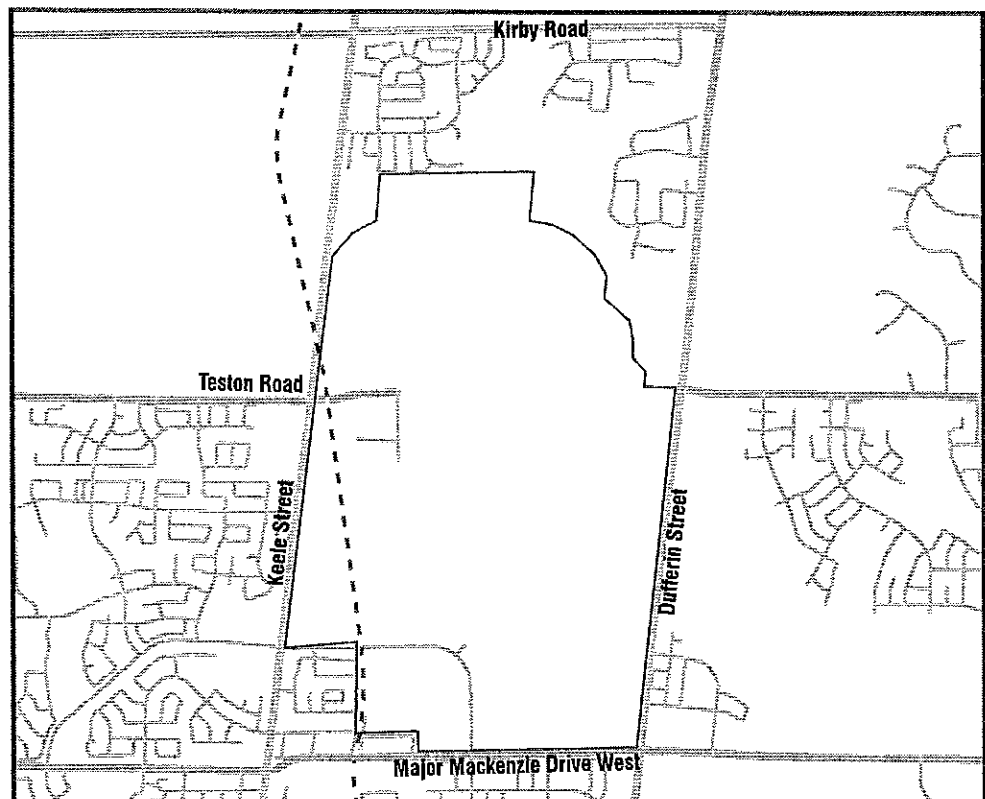 Kirby Road
Teston Road
Keele Street
Dufferin Street
Major Mackenzie Drive West